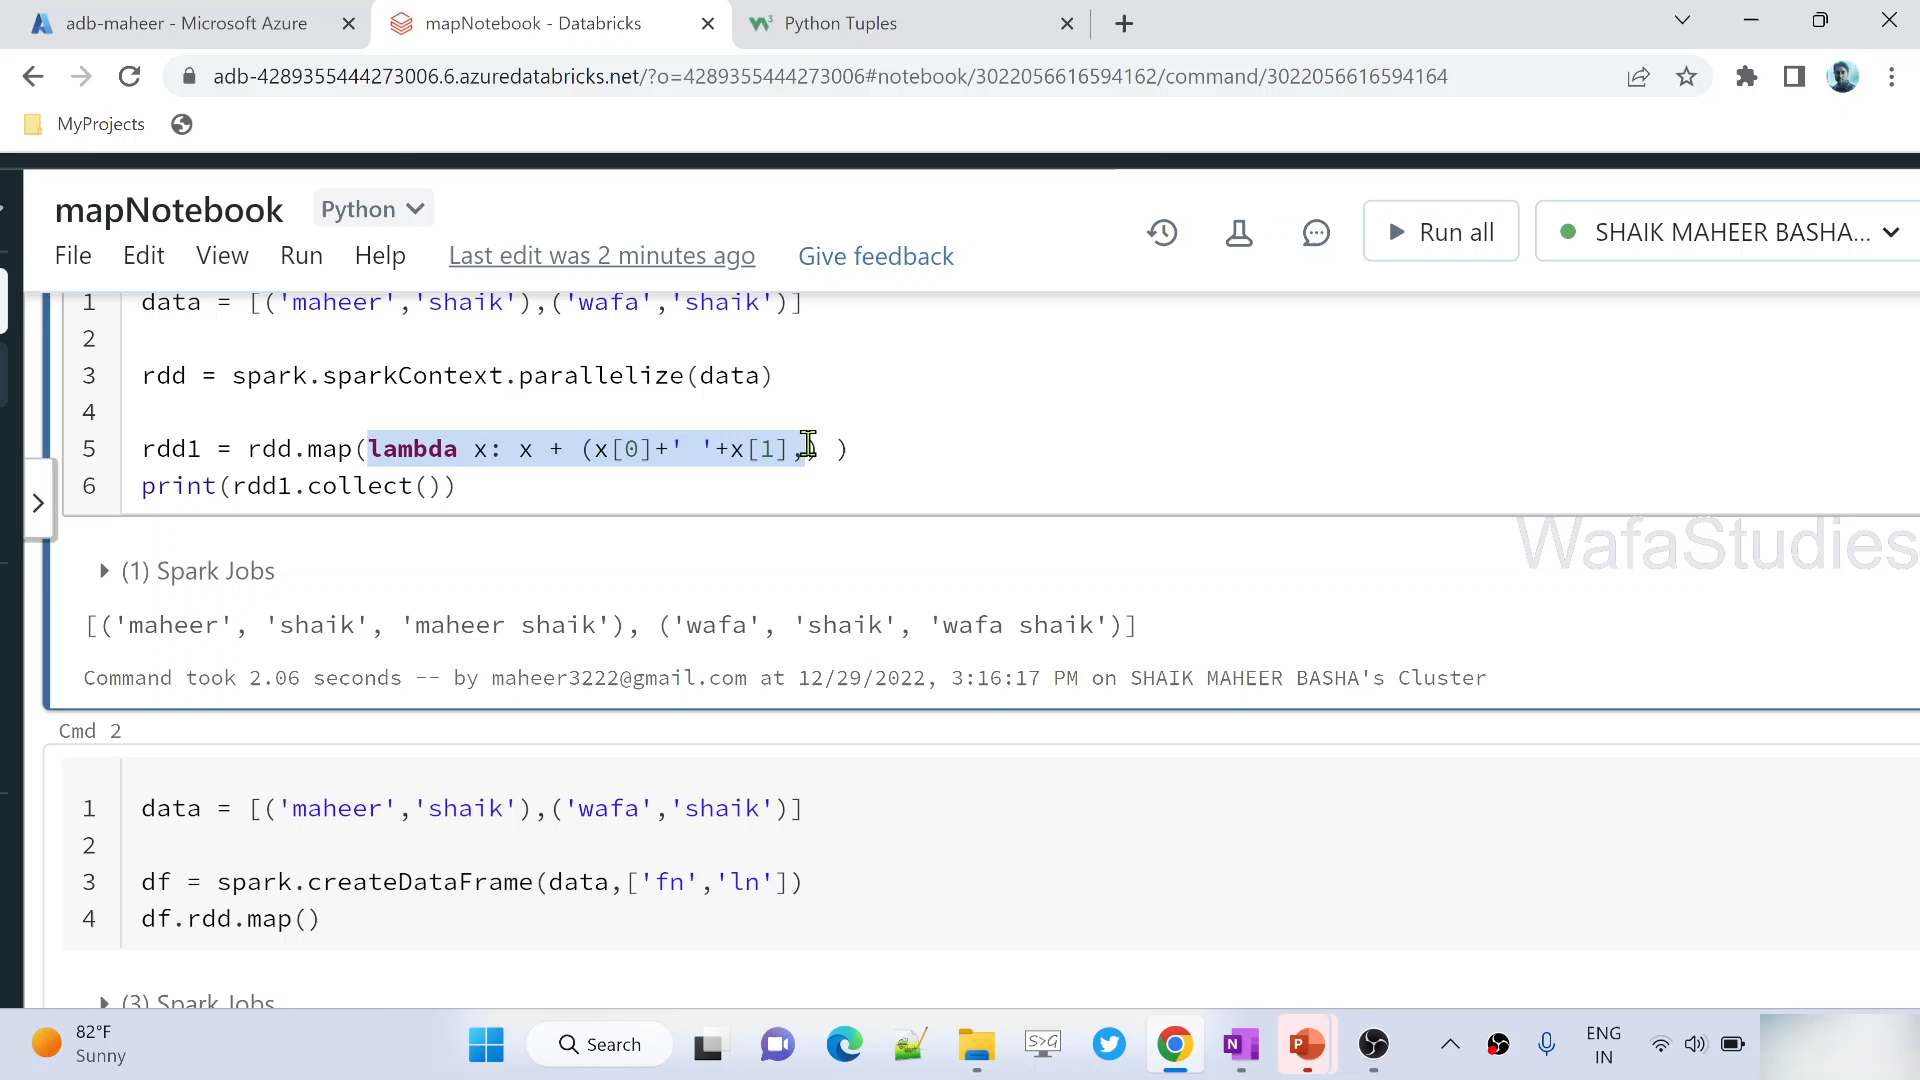 adb-maheer - Microsoft Azure
mapNotebook - Databricks
Python Tuples
adb-4289355444273006.6.azuredatabricks.net/?o=4289355444273006#notebook/3022056616594162/command/3022056616594164
MyProjects
mapNotebook
Python
File Edit View Run Help Last edit was 2 minutes ago Give feedback
Run all
SHAIK MAHEER BASHA...
1 data = [('maheer','shaik'),('wafa','shaik')]
2
3 rdd = spark.sparkContext.parallelize(data)
4
5 rdd1 = rdd.map(lambda x: x + (x[0]+' '+x[1],) )
6 print(rdd1.collect())
WafaStudies
(1) Spark Jobs
[('maheer', 'shaik', 'maheer shaik'), ('wafa', 'shaik', 'wafa shaik')]
Command took 2.06 seconds -- by maheer3222@gmail.com at 12/29/2022, 3:16:17 PM on SHAIK MAHEER BASHA's Cluster
Cmd 2
1 data = [('maheer','shaik'),('wafa','shaik')]
2
3 df = spark.createDataFrame(data,['fn','ln'])
4 df.rdd.map()
(3) Spark Jobs
82°F
Sunny
Search
S>G
ENG
IN